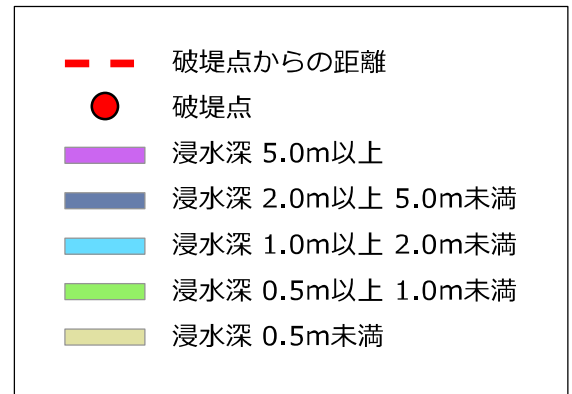 破堤点からの距離
破堤点
浸水深 5.0m以上
浸水深 2.0m以上 5.0m未満
浸水深 1.0m以上 2.0m未満
浸水深 0.5m以上 1.0m未満
浸水深 0.5m未満